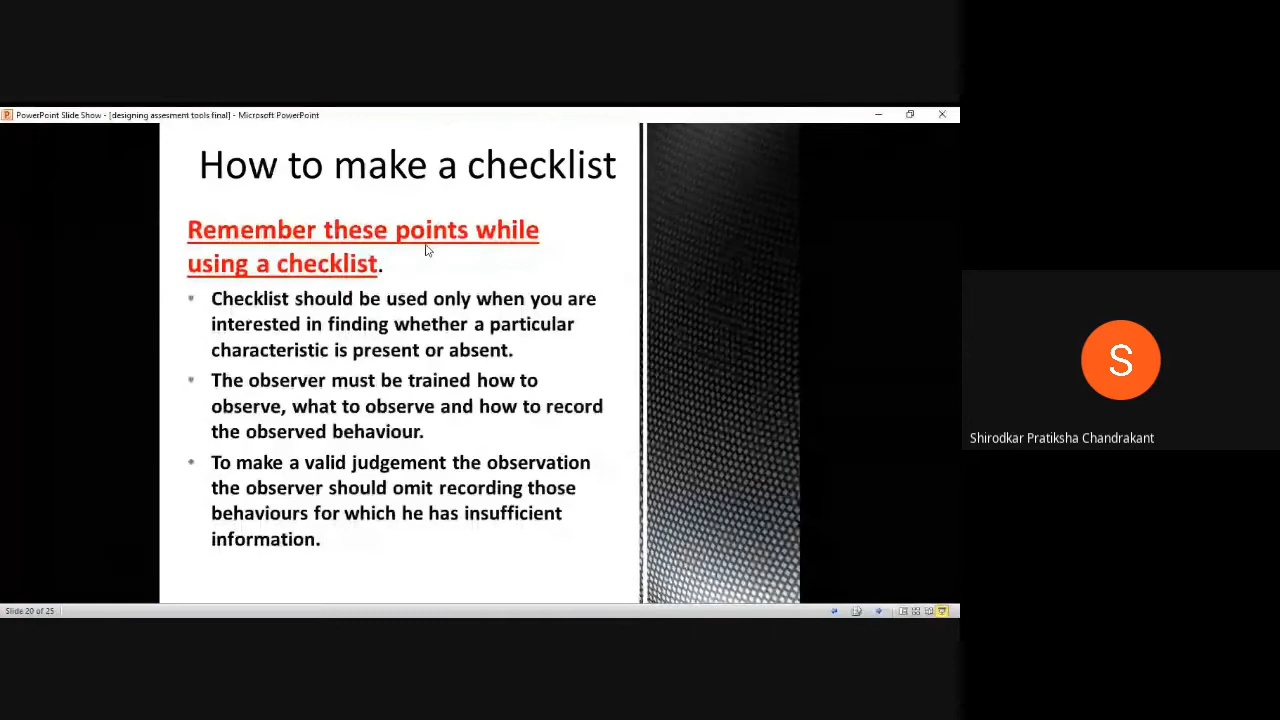 PowerPoint Slide Show - [designing assesment tools final] - Microsoft PowerPoint
How to make a checklist
Remember these points while
using a checklist.
Checklist should be used only when you are
interested in finding whether a particular
characteristic is present or absent.
The observer must be trained how to
observe, what to observe and how to record
the observed behaviour.
To make a valid judgement the observation
the observer should omit recording those
behaviours for which he has insufficient
information.
S
Shirodkar Pratiksha Chandrakant
Slide 20 of 25